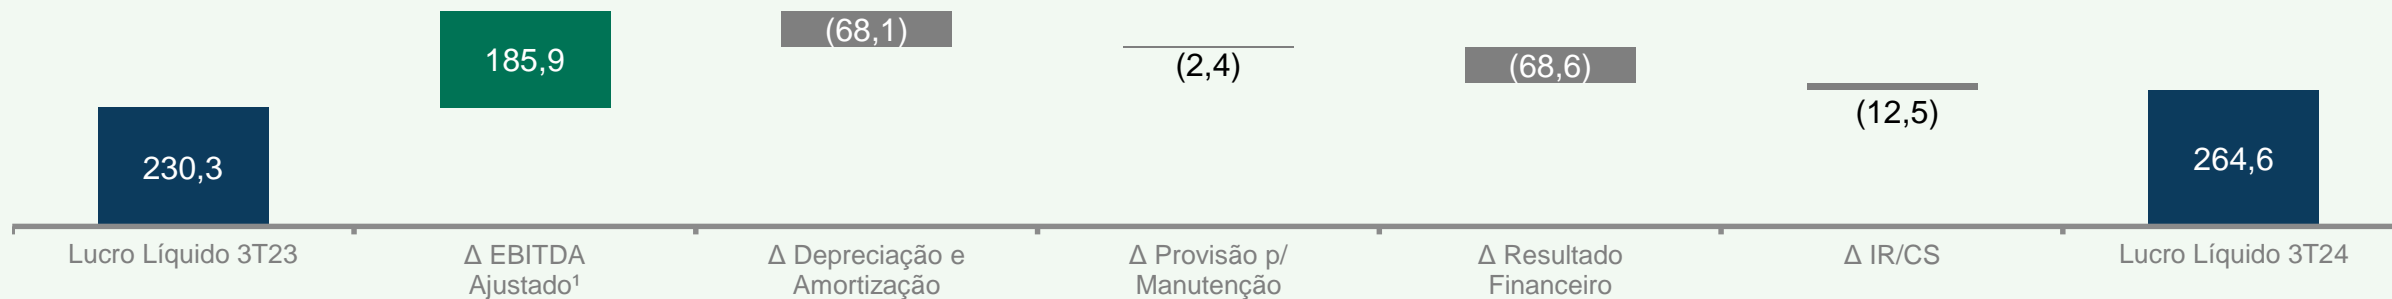 230,3
185,9
(68,1)
(2,4)
(68,6)
(12,5)
264,6
Lucro Líquido 3T23
Δ EBITDA
Ajustado¹
Δ Depreciação e
Amortização
Δ Provisão p/
Manutenção
Δ Resultado
Financeiro
Δ IR/CS
Lucro Líquido 3T24